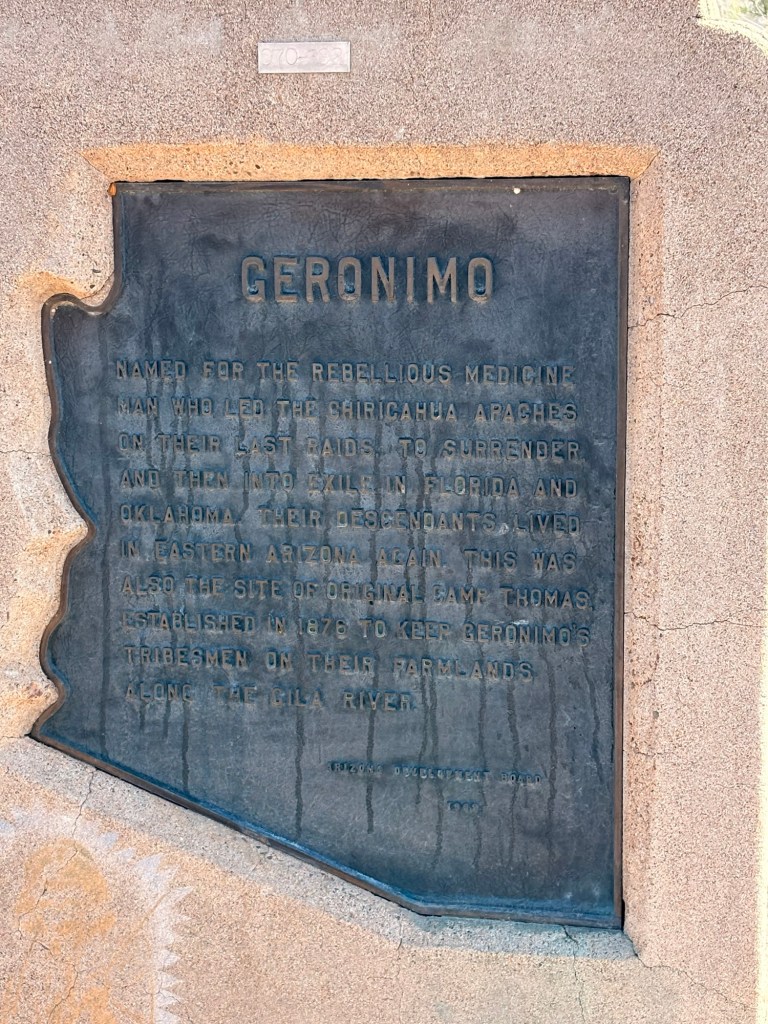 GERONIMO
NAMED FOR THE REBELLIOUS MEDICINE
MAN WHO LED THE CHIRICAHUA APACHES
ON THEIR LAST RAIDS, TO SURRENDER
AND THEN INTO EXILE IN FLORIDA AND
OKLAHOMA. THEIR DESCENDANTS LIVED
IN EASTERN ARIZONA AGAIN. THIS WAS
ALSO THE SITE OF ORIGINAL CAMP THOMAS,
ESTABLISHED IN 1876 TO KEEP GERONIMO'S
TRIBESMEN ON THEIR FARMLANDS
ALONG THE GILA RIVER.
ARIZONA DEVELOPMENT BOARD